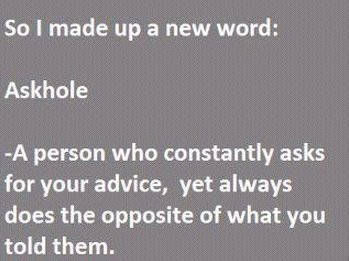 So I made up a new word:
Askhole
-A person who constantly asks
for your advice,  yet always
does the opposite of what you
told them.